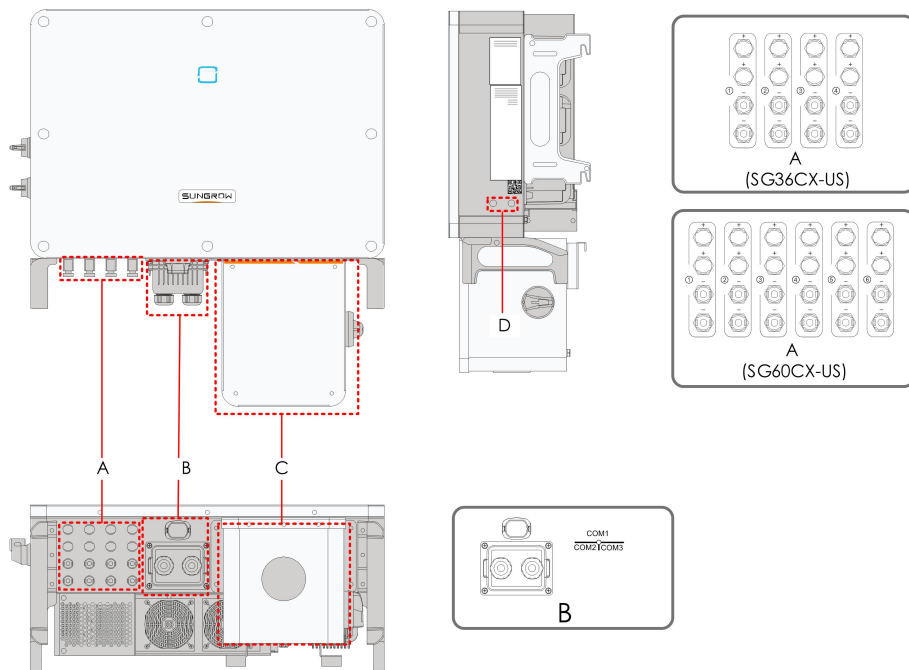 SUNGROW
A
B
C
D
+ + + +
+ + + +
① ② ③ ④
- - - -
- - - -
A
(SG36CX-US)
+ + + + + +
+ + + + + +
① ② ③ ④ ⑤ ⑥
- - - - - -
- - - - - -
A
(SG60CX-US)
COM1
COM2 COM3
B